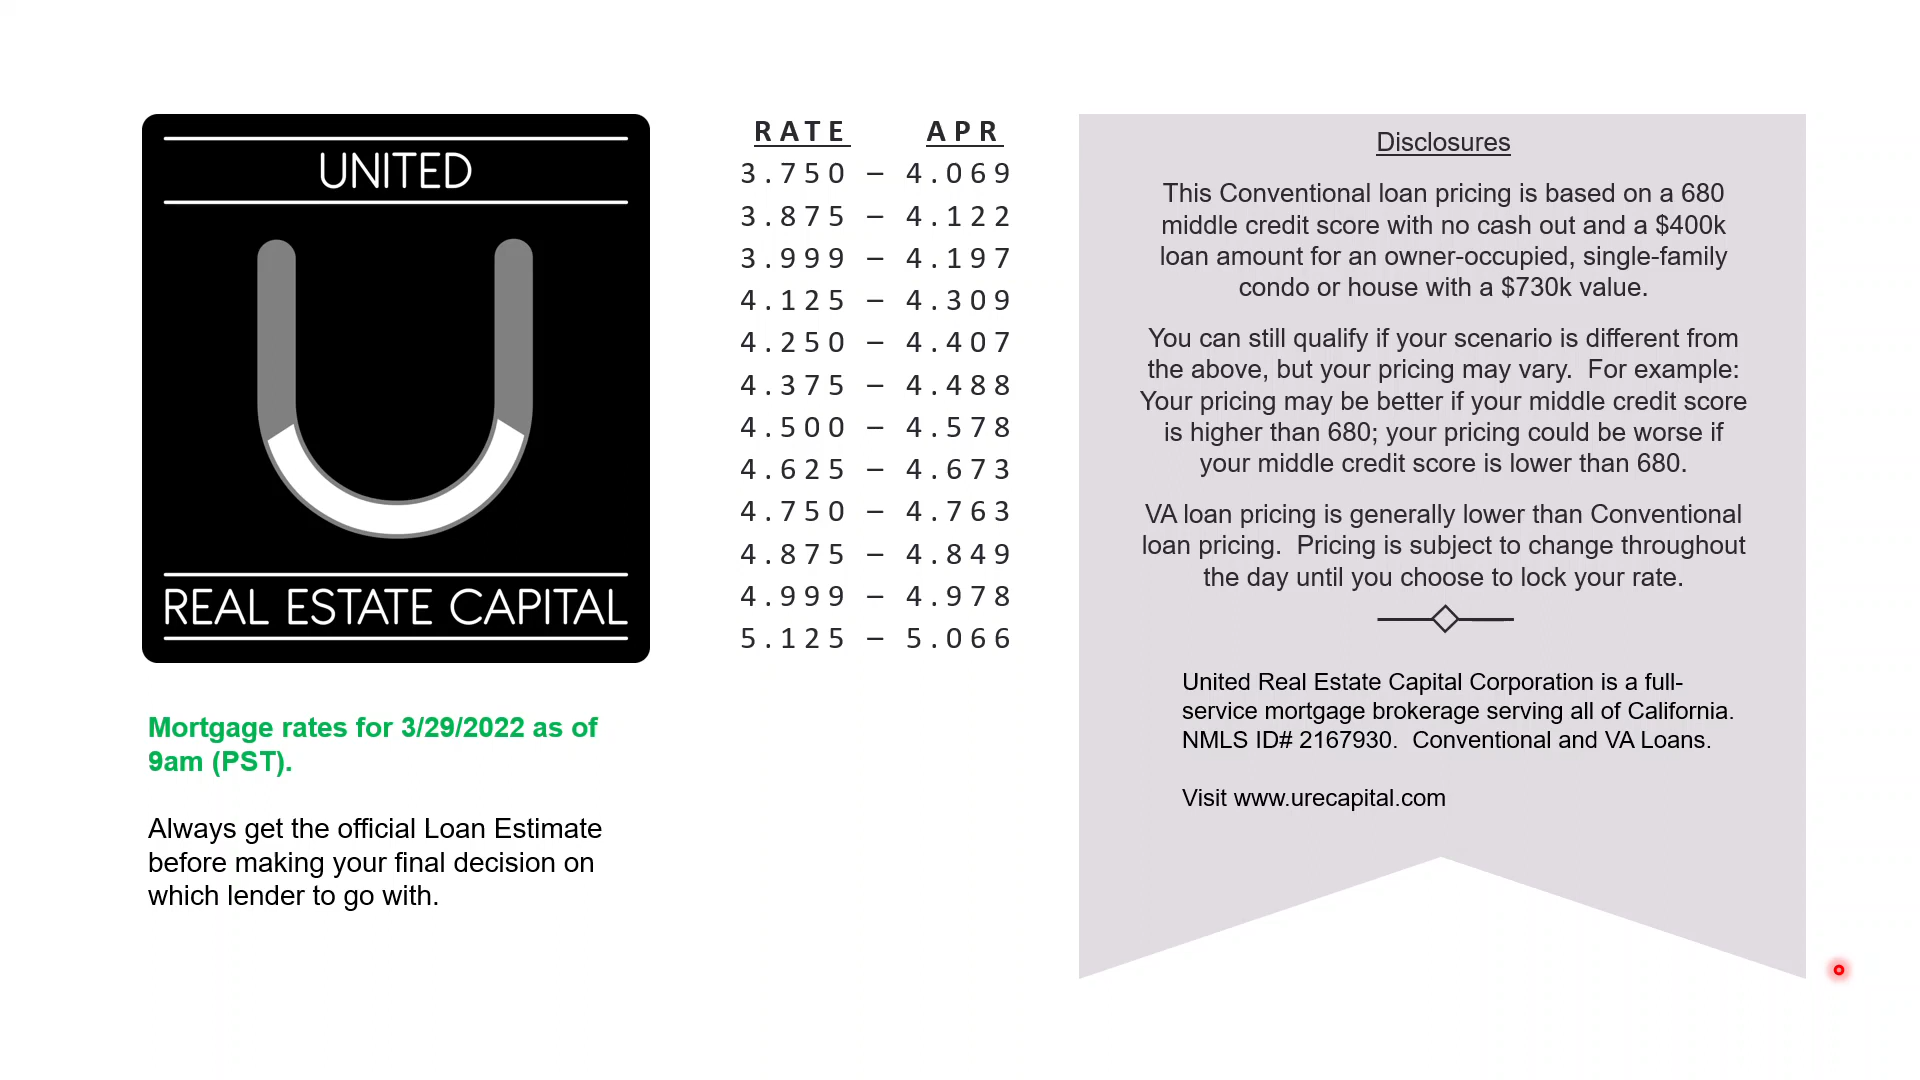 UNITED
REAL ESTATE CAPITAL
Mortgage rates for 3/29/2022 as of
9am (PST).
Always get the official Loan Estimate
before making your final decision on
which lender to go with.
RATE APR
3.750 – 4.069
3.875 – 4.122
3.999 – 4.197
4.125 – 4.309
4.250 – 4.407
4.375 – 4.488
4.500 – 4.578
4.625 – 4.673
4.750 – 4.763
4.875 – 4.849
4.999 – 4.978
5.125 – 5.066
Disclosures
This Conventional loan pricing is based on a 680
middle credit score with no cash out and a $400k
loan amount for an owner-occupied, single-family
condo or house with a $730k value.
You can still qualify if your scenario is different from
the above, but your pricing may vary.  For example:
Your pricing may be better if your middle credit score
is higher than 680; your pricing could be worse if
your middle credit score is lower than 680.
VA loan pricing is generally lower than Conventional
loan pricing.  Pricing is subject to change throughout
the day until you choose to lock your rate.
United Real Estate Capital Corporation is a full-
service mortgage brokerage serving all of California.
NMLS ID# 2167930.  Conventional and VA Loans.
Visit www.urecapital.com